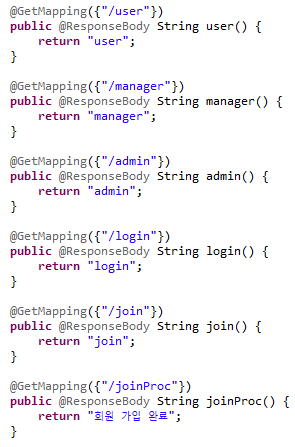 @GetMapping({"/user"})
public @ResponseBody String user() {
    return "user";
}

@GetMapping({"/manager"})
public @ResponseBody String manager() {
    return "manager";
}

@GetMapping({"/admin"})
public @ResponseBody String admin() {
    return "admin";
}

@GetMapping({"/login"})
public @ResponseBody String login() {
    return "login";
}

@GetMapping({"/join"})
public @ResponseBody String join() {
    return "join";
}

@GetMapping({"/joinProc"})
public @ResponseBody String joinProc() {
    return "회원 가입 완료";
}